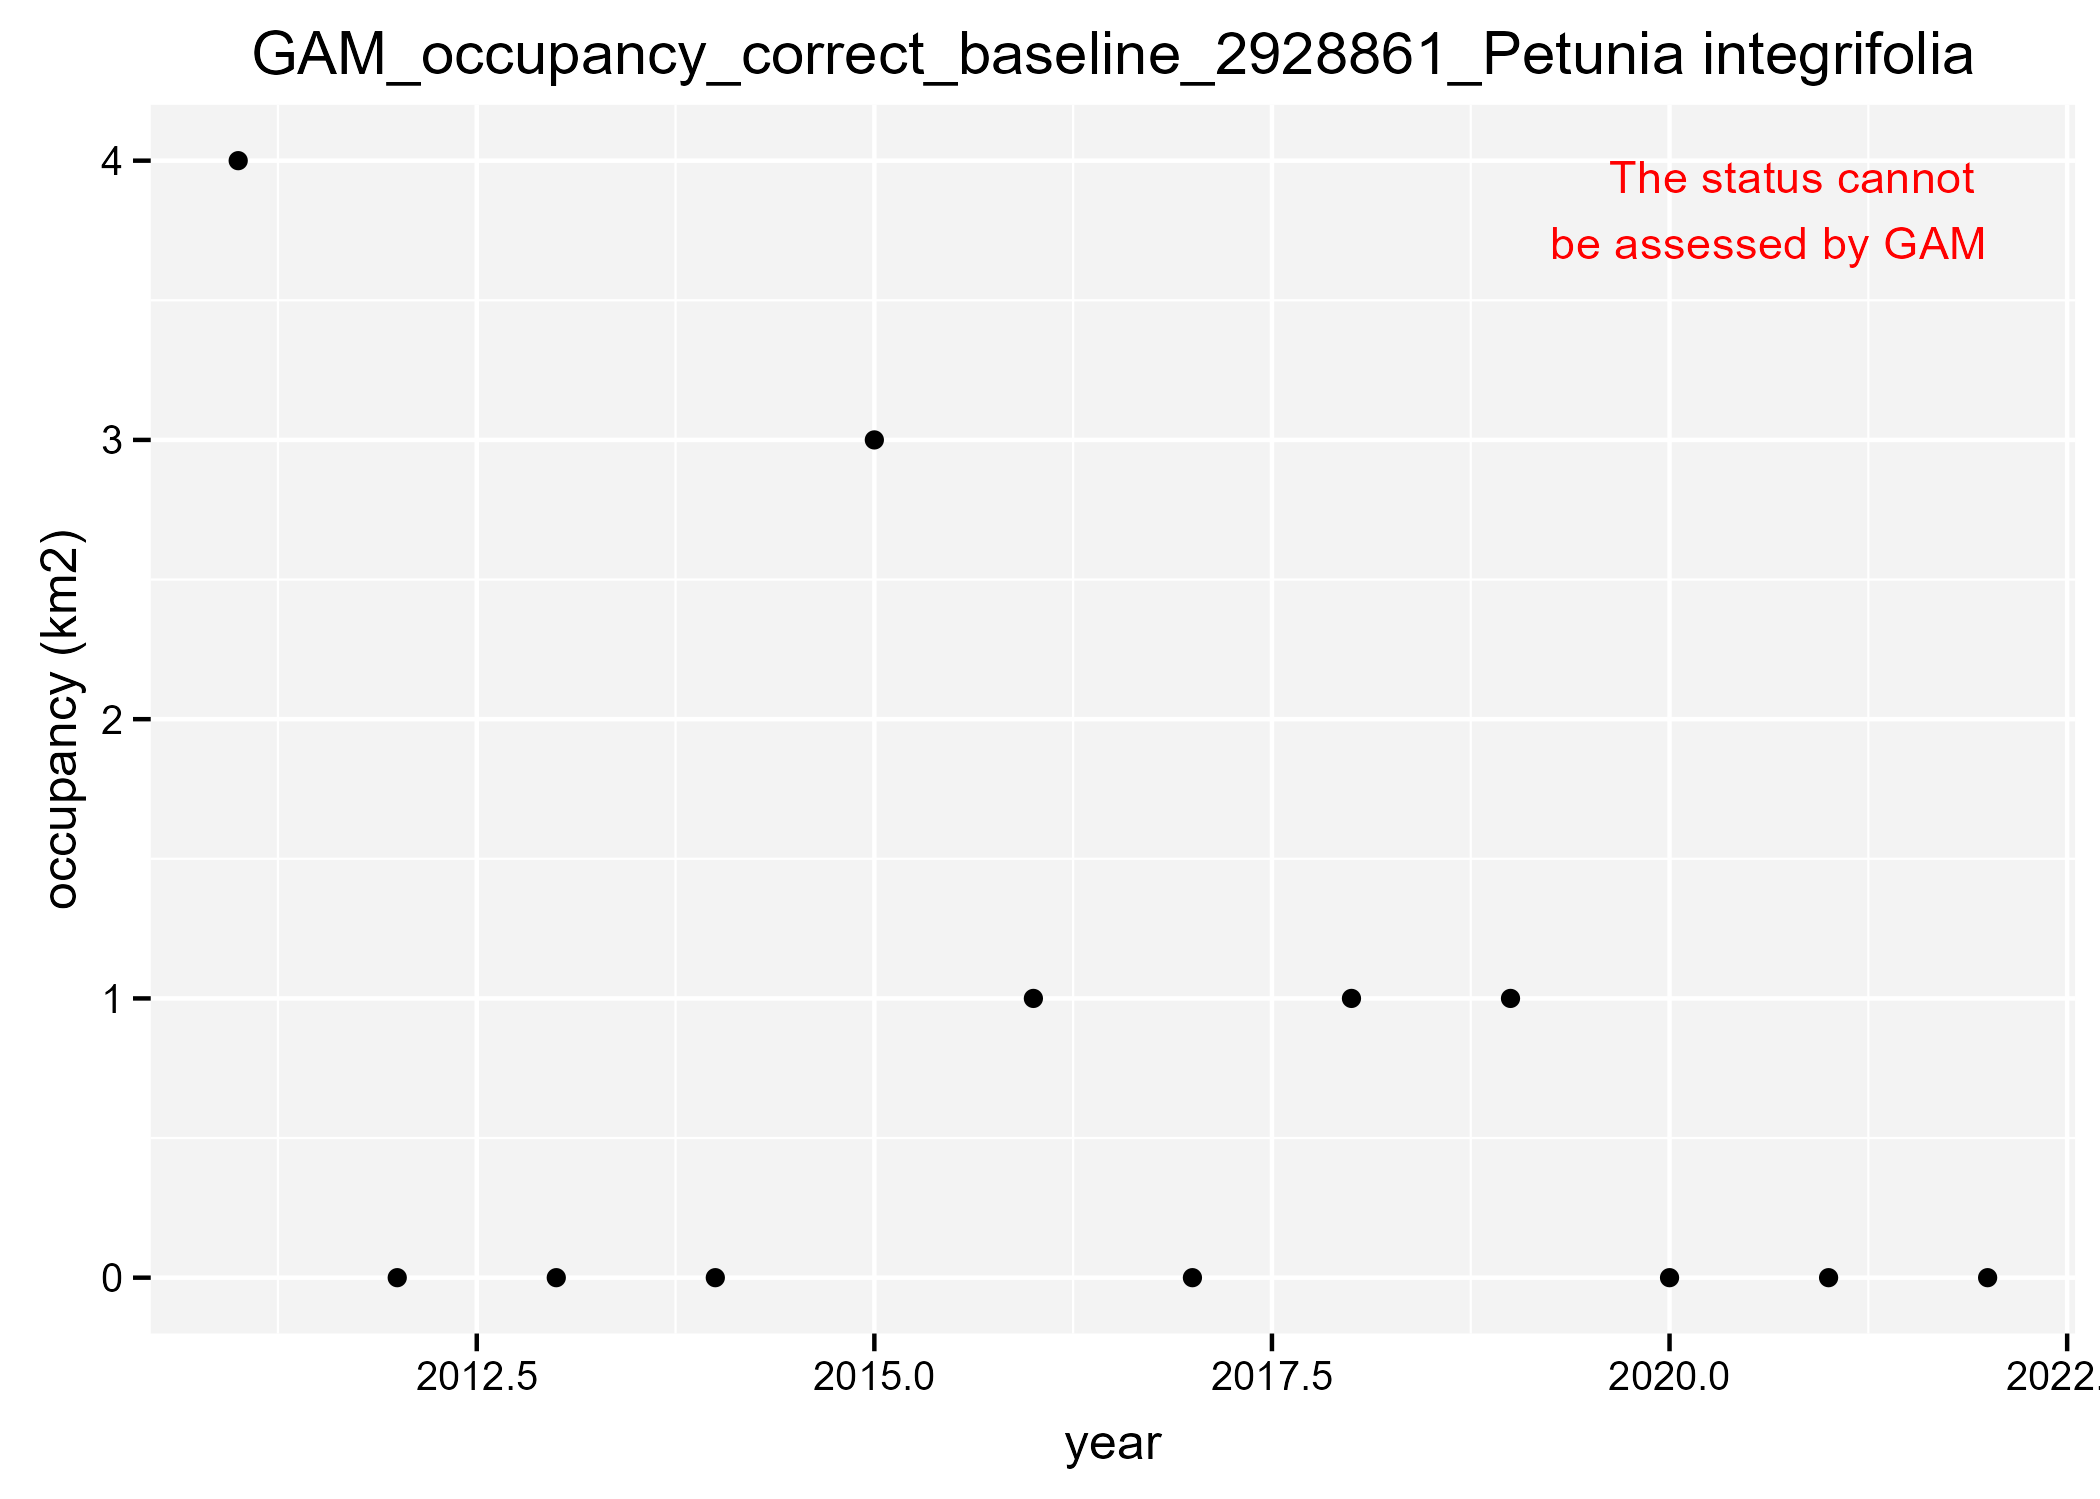 GAM_occupancy_correct_baseline_2928861_Petunia integrifolia
The status cannot
be assessed by GAM
occupancy (km2)
4
3
2
1
0
2012.5 2015.0 2017.5 2020.0 2022.
year